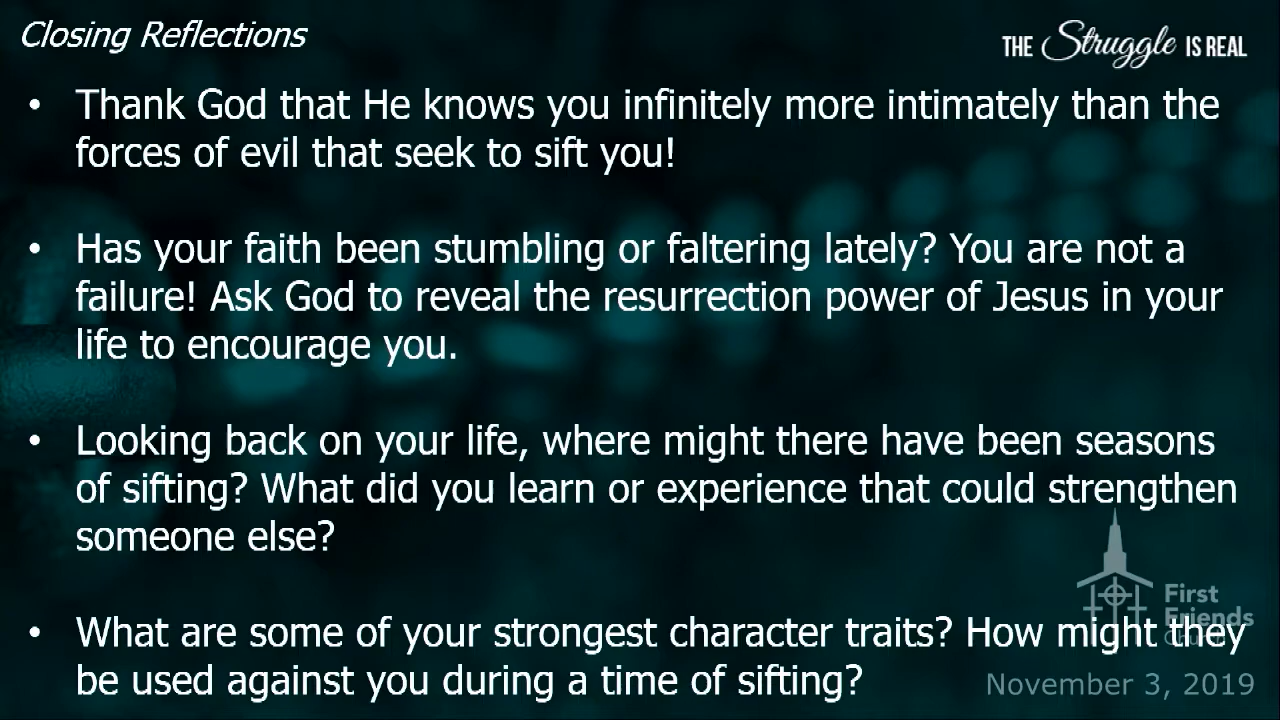 Closing Reflections
THE Struggle IS REAL
• Thank God that He knows you infinitely more intimately than the
forces of evil that seek to sift you!
• Has your faith been stumbling or faltering lately? You are not a
failure! Ask God to reveal the resurrection power of Jesus in your
life to encourage you.
• Looking back on your life, where might there have been seasons
of sifting? What did you learn or experience that could strengthen
someone else?
• What are some of your strongest character traits? How might they
be used against you during a time of sifting?
First
Friends
Church
November 3, 2019